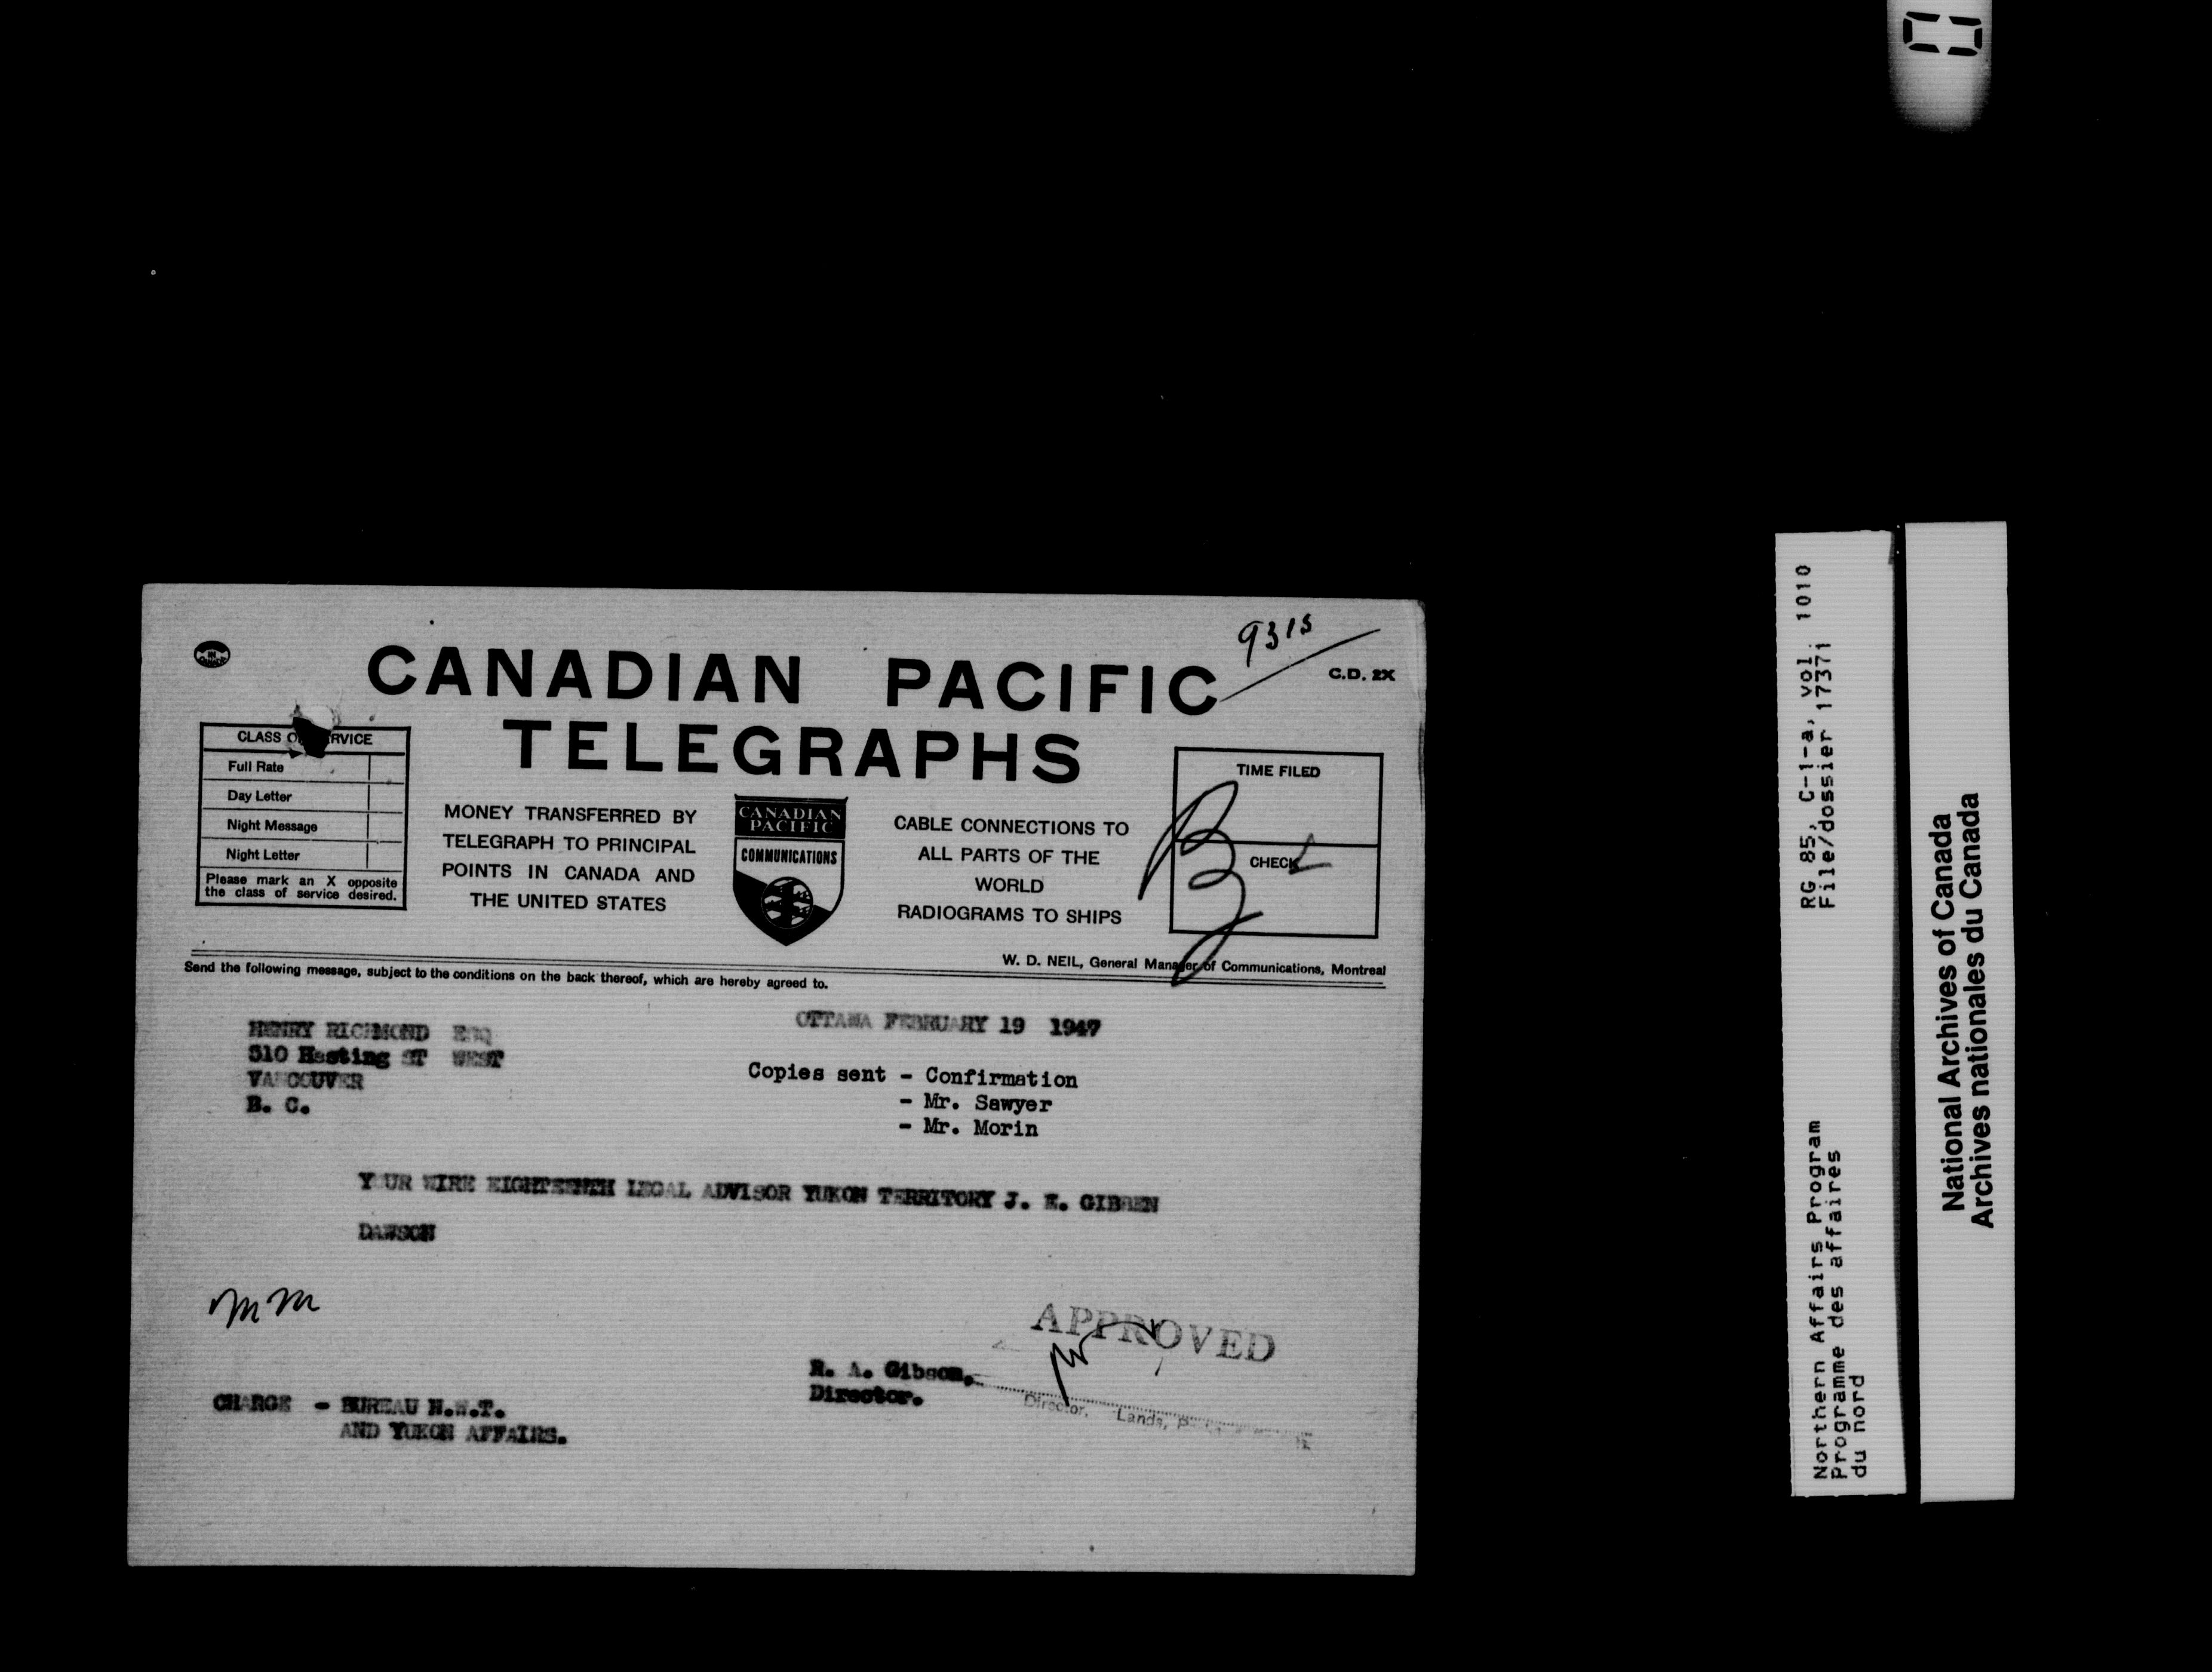 9313
CANADIAN PACIFIC
C.D. 2X
TELEGRAPHS
CLASS OF SERVICE
Full Rate
Day Letter
Night Message
Night Letter
Please mark an X opposite
the class of service desired.
MONEY TRANSFERRED BY
TELEGRAPH TO PRINCIPAL
POINTS IN CANADA AND
THE UNITED STATES
CANADIAN
PACIFIC
COMMUNICATIONS
CABLE CONNECTIONS TO
ALL PARTS OF THE
WORLD
RADIOGRAMS TO SHIPS
TIME FILED
CHECK
W. D. NEIL, General Manager of Communications, Montreal
Send the following message, subject to the conditions on the back thereof, which are hereby agreed to.
OTTAWA FEBRUARY 19 1947
HENRY RICHMOND ESQ
510 Hasting ST WEST
VANCOUVER
B. C.
Copies sent - Confirmation
- Mr. Sawyer
- Mr. Morin
YOUR WIRE EIGHTEENTH LEGAL ADVISOR YUKON TERRITORY J. E. GIBBEN
DAWSON
mm
APPROVED
R. A. Gibson,
Director.
Director, Lands,
CHARGE - BUREAU N.W.T.
AND YUKON AFFAIRS.
RG 85, C-1-a, vol. 1010
File/dossier 17371
Northern Affairs Program
Programme des affaires
du nord
National Archives of Canada
Archives nationales du Canada